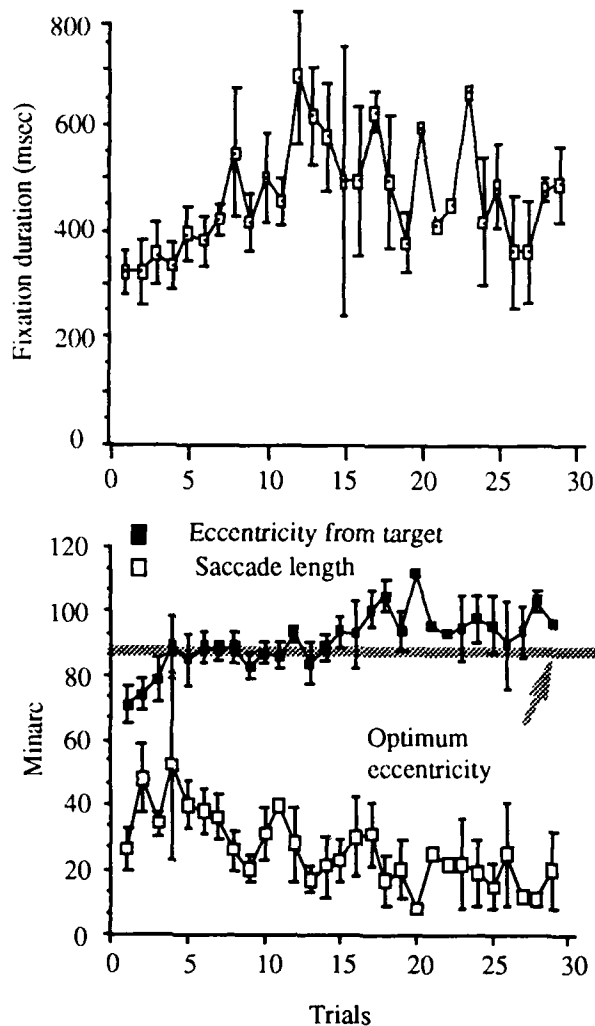 800
600
400
200
0
Fixation duration (mscc)
0 5 10 15 20 25 30
Eccentricity from target
Saccade length
120
100
80
60
40
20
0
Minarc
Optimum
eccentricity
0 5 10 15 20 25 30
Trials